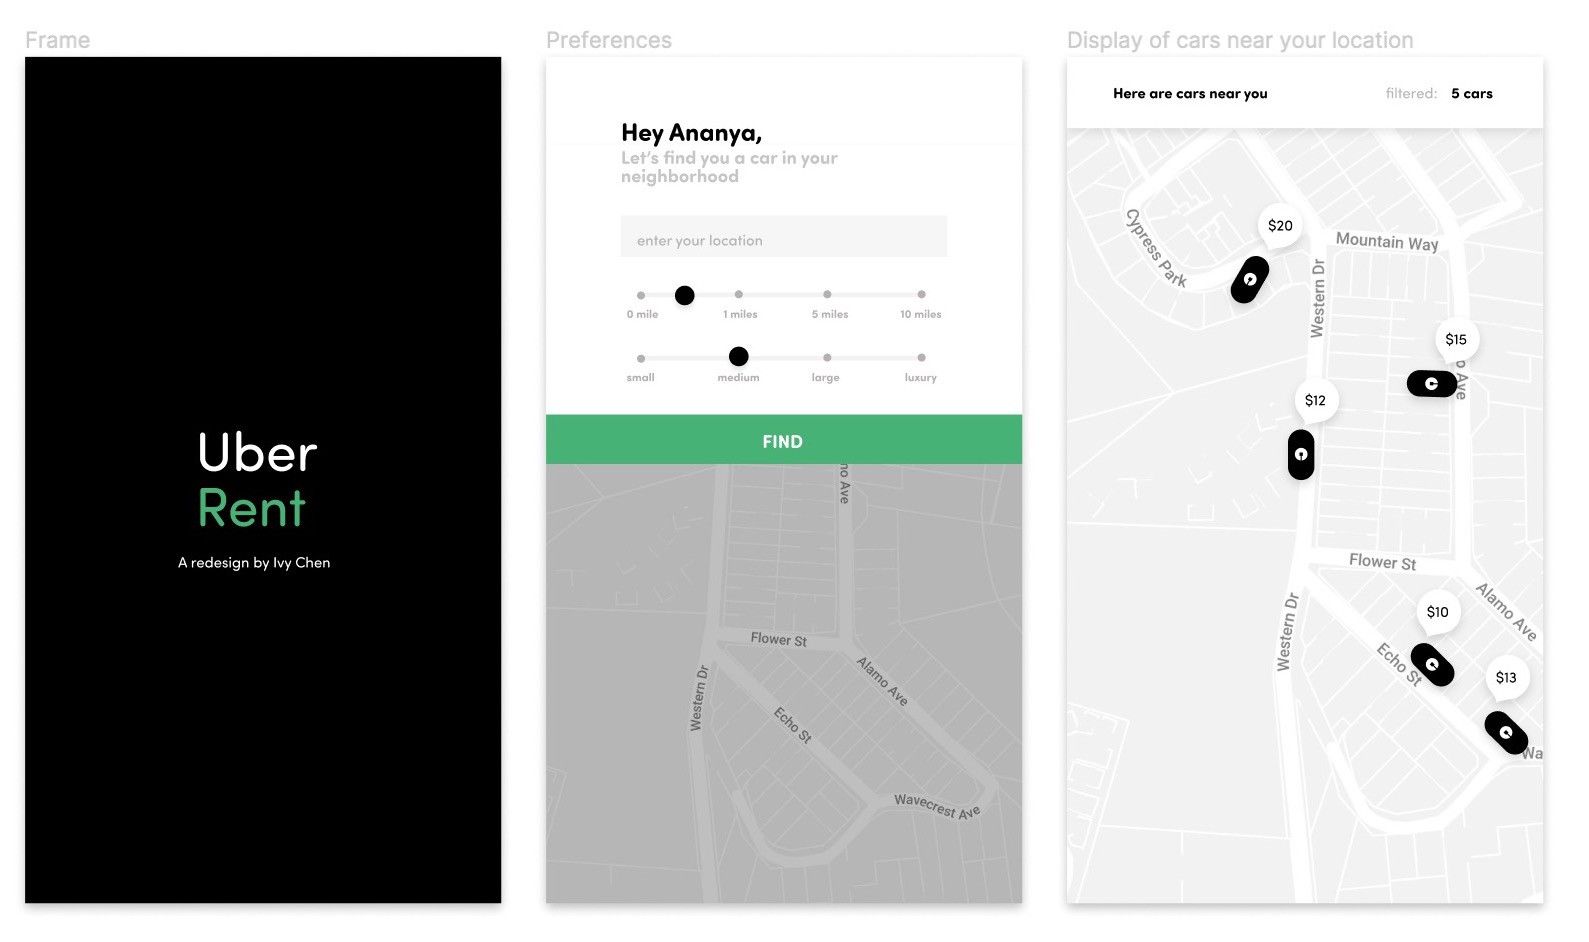 Frame
Uber
Rent
A redesign by Ivy Chen
Preferences
Hey Ananya,
Let's find you a car in your
neighborhood
enter your location
0 mile
1 miles
5 miles
10 miles
small
medium
large
luxury
FIND
no Ave
Flower St
Alamo Ave
Western Dr
Echo St
Wavecrest Ave
Display of cars near your location
Here are cars near you
filtered: 5 cars
Cypress Park
$20
Mountain Way
Western Dr
$15
o Ave
$12
Flower St
Western Dr
Alamo Ave
$10
Echo St
$13
Wa